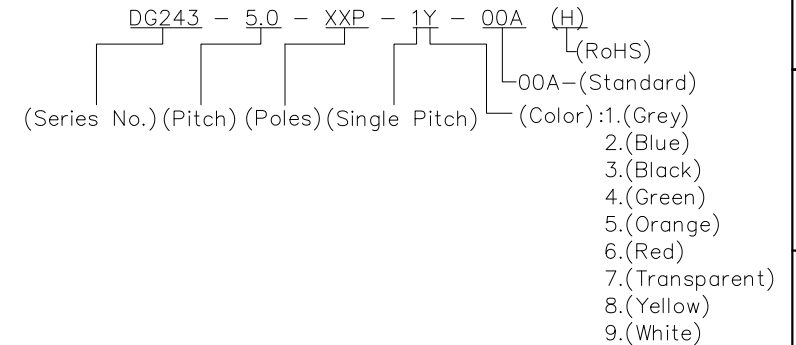 DG243 - 5.0 - XXP - 1Y - 00A (H)
(RoHS)
00A-(Standard)
(Series No.) (Pitch) (Poles) (Single Pitch) (Color) :1.(Grey)
2.(Blue)
3.(Black)
4.(Green)
5.(Orange)
6.(Red)
7.(Transparent)
8.(Yellow)
9.(White)